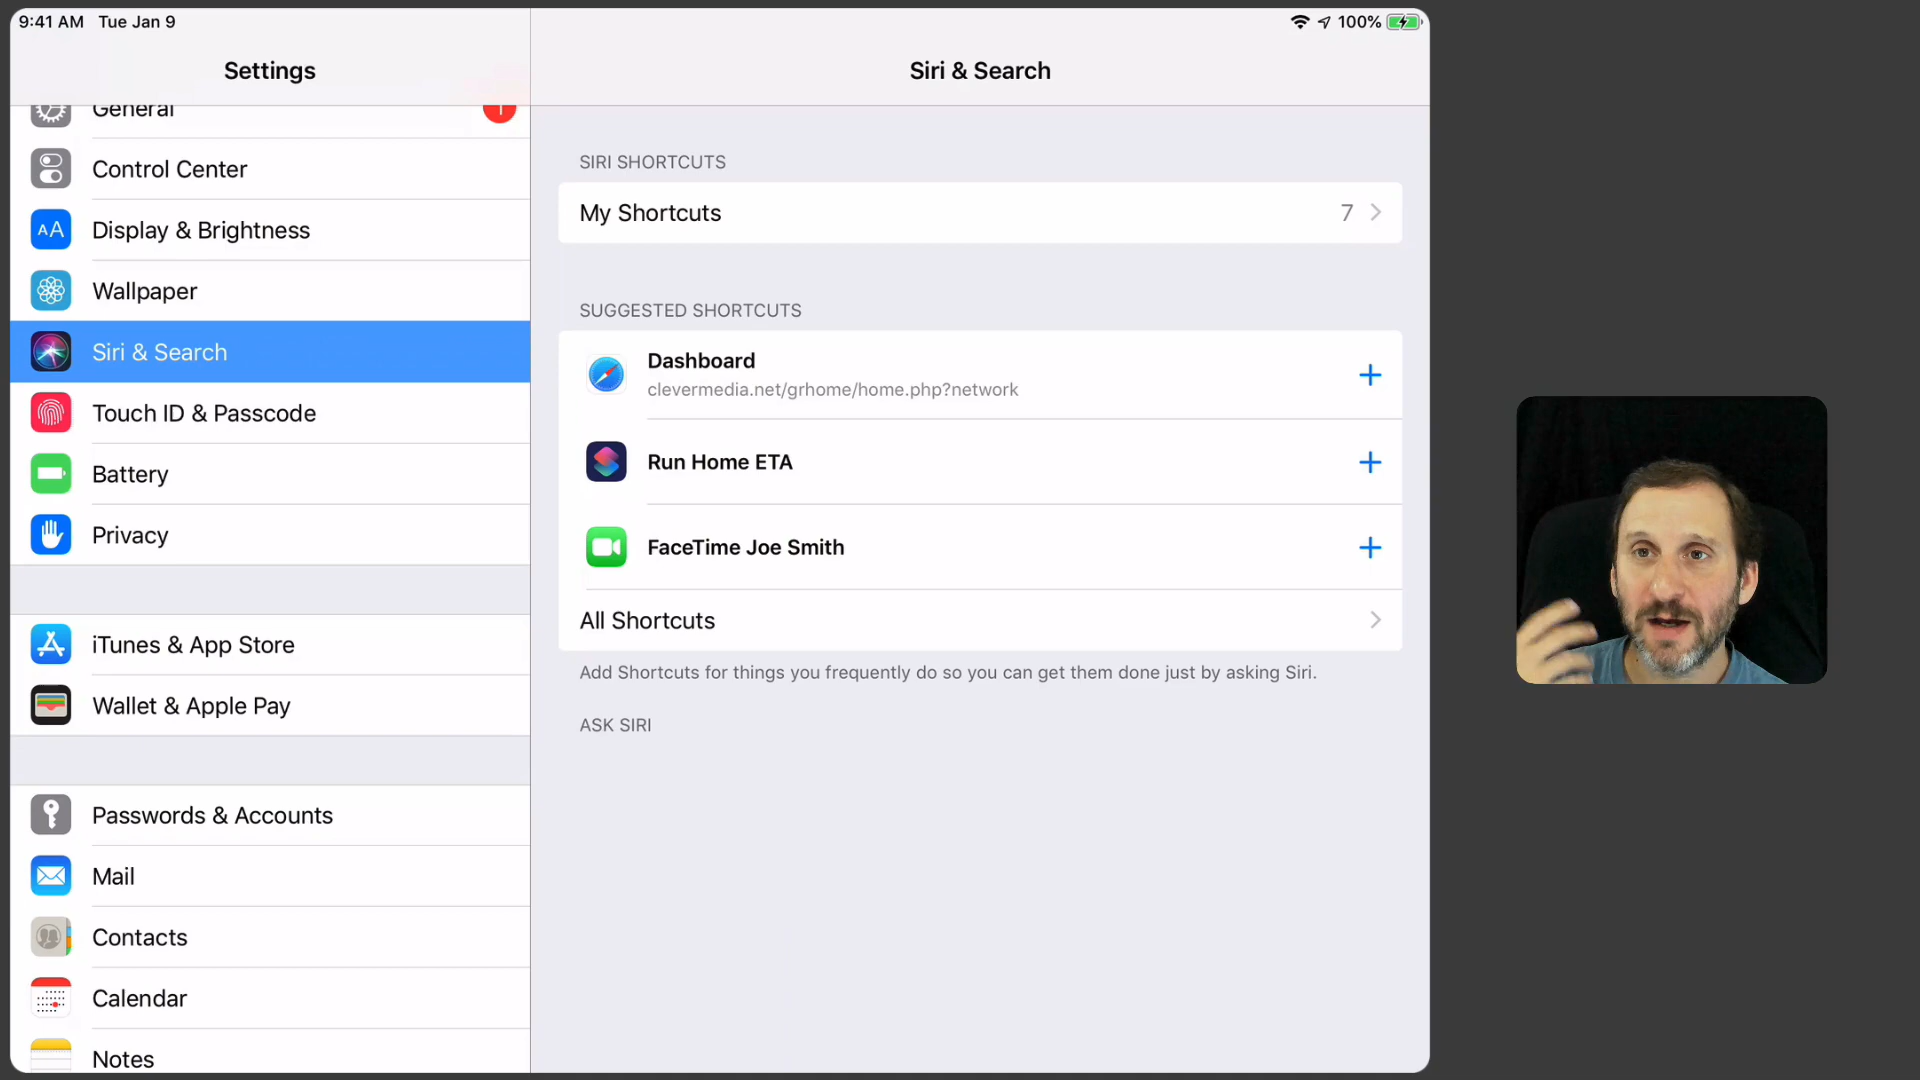 9:41 AM Tue Jan 9
100%
Settings
Siri & Search
General
Control Center
Display & Brightness
Wallpaper
Siri & Search
Touch ID & Passcode
Battery
Privacy
iTunes & App Store
Wallet & Apple Pay
Passwords & Accounts
Mail
Contacts
Calendar
Notes
SIRI SHORTCUTS
My Shortcuts 7
SUGGESTED SHORTCUTS
Dashboard
clevermedia.net/grhome/home.php?network
Run Home ETA
FaceTime Joe Smith
All Shortcuts
Add Shortcuts for things you frequently do so you can get them done just by asking Siri.
ASK SIRI